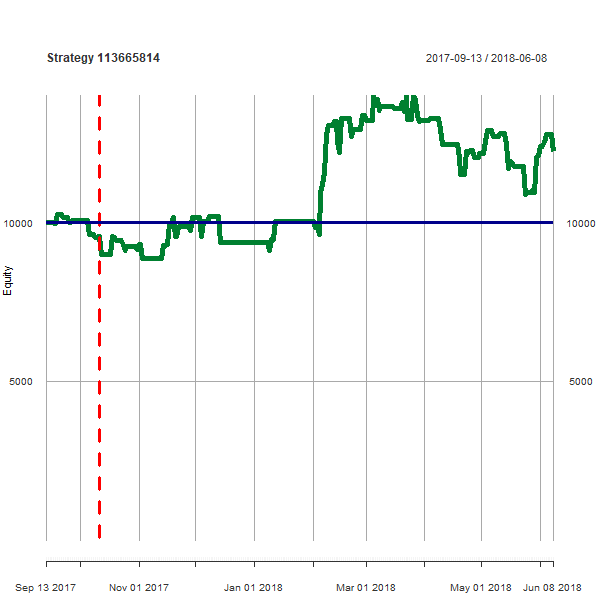 Strategy 113665814
2017-09-13 / 2018-06-08
10000
10000
Equity
5000
5000
Sep 13 2017
Nov 01 2017
Jan 01 2018
Mar 01 2018
May 01 2018
Jun 08 2018